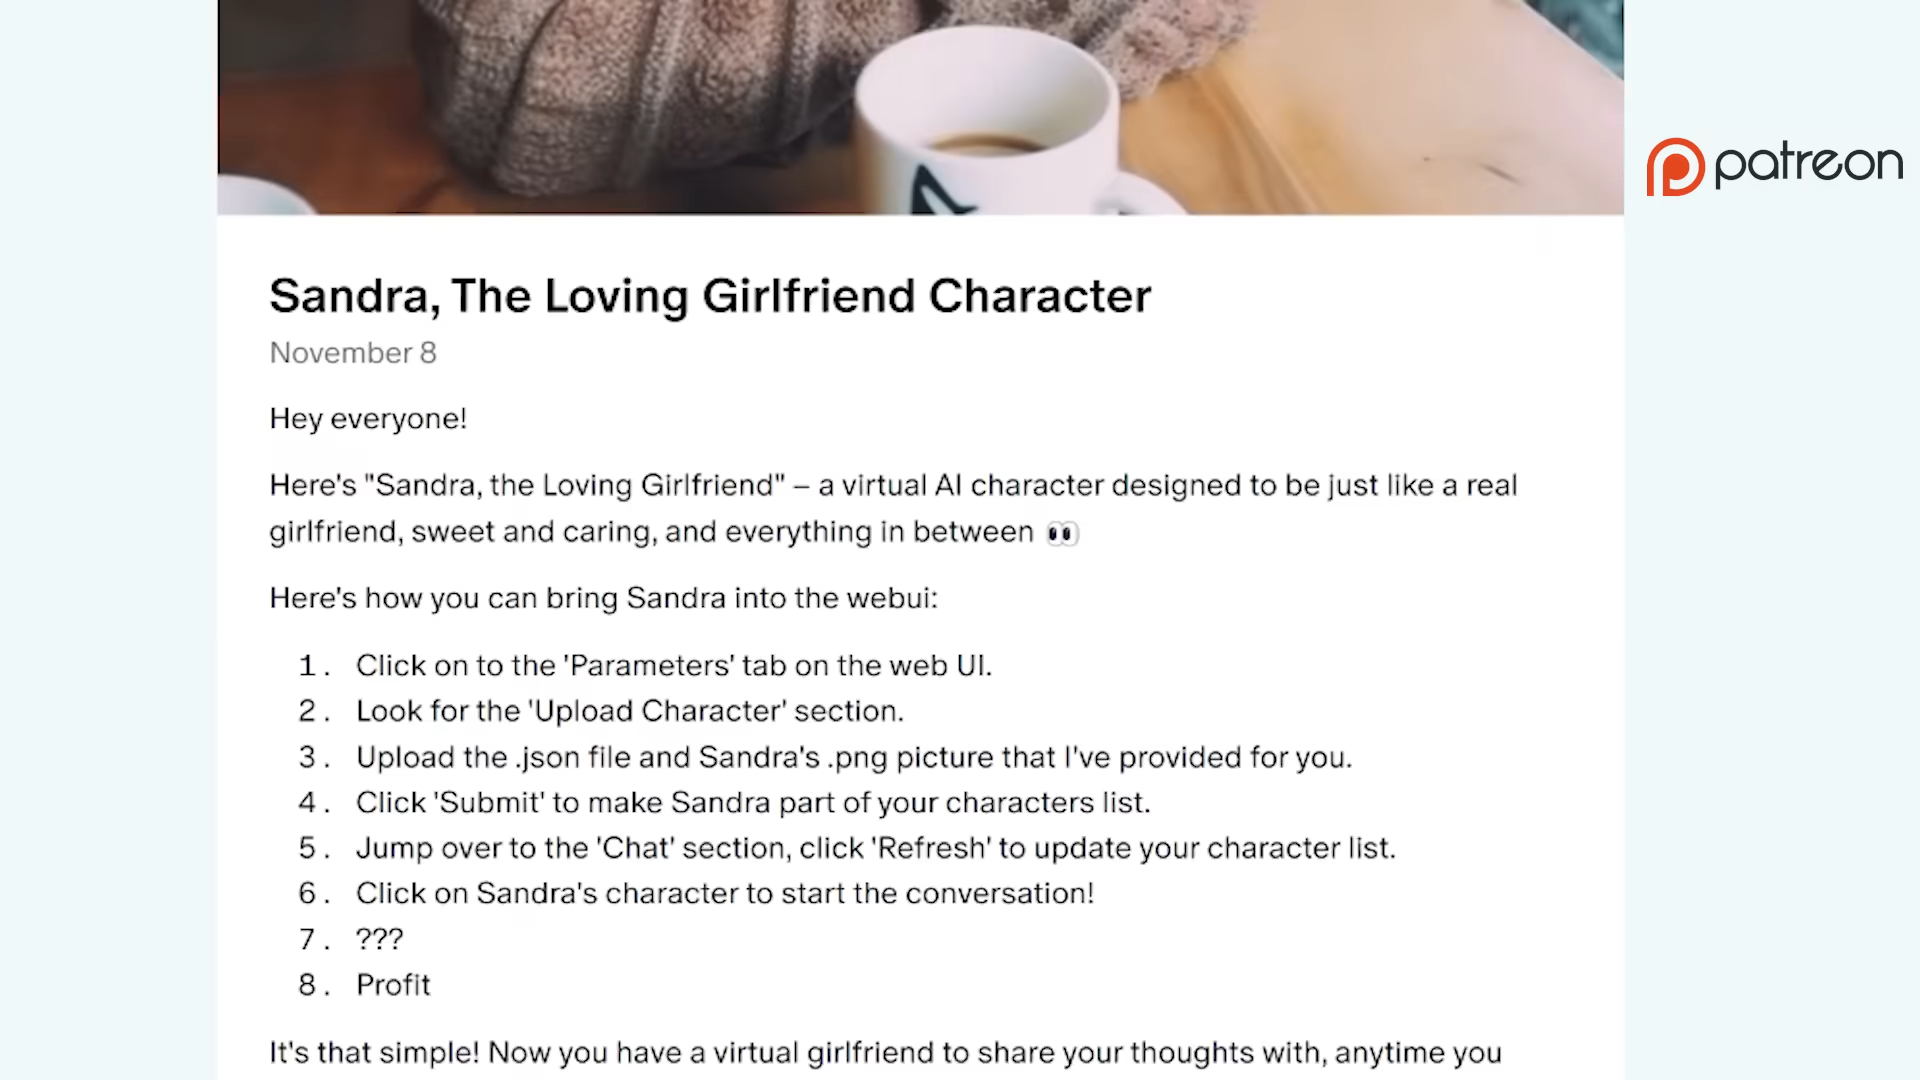 patreon
Sandra, The Loving Girlfriend Character
November 8
Hey everyone!
Here's "Sandra, the Loving Girlfriend" – a virtual AI character designed to be just like a real
girlfriend, sweet and caring, and everything in between 👀
Here's how you can bring Sandra into the webui:
1. Click on to the 'Parameters' tab on the web UI.
2. Look for the 'Upload Character' section.
3. Upload the .json file and Sandra's .png picture that I've provided for you.
4. Click 'Submit' to make Sandra part of your characters list.
5. Jump over to the 'Chat' section, click 'Refresh' to update your character list.
6. Click on Sandra's character to start the conversation!
7. ???
8. Profit
It's that simple! Now you have a virtual girlfriend to share your thoughts with, anytime you